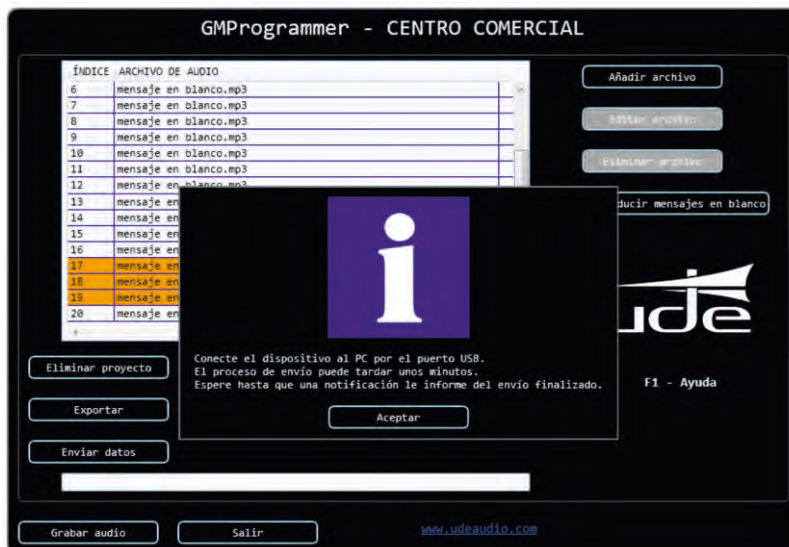 GMProgrammer - CENTRO COMERCIAL
ÍNDICE ARCHIVO DE AUDIO
6 mensaje en blanco.mp3
7 mensaje en blanco.mp3
8 mensaje en blanco.mp3
9 mensaje en blanco.mp3
10 mensaje en blanco.mp3
11 mensaje en blanco.mp3
12 mensaje en blanco.mp3
13 mensaje en
14 mensaje en
15 mensaje en
16 mensaje en
17 mensaje en
18 mensaje en
19 mensaje en
20 mensaje en
Añadir archivo
Editar archivo
Eliminar archivo
ducir mensajes en blanco
i
Conecte el dispositivo al PC por el puerto USB.
El proceso de envío puede tardar unos minutos.
Espere hasta que una notificación le informe del envío finalizado.
Aceptar
ude
F1 - Ayuda
Eliminar proyecto
Exportar
Enviar datos
Grabar audio
Salir
www.udeaudio.com